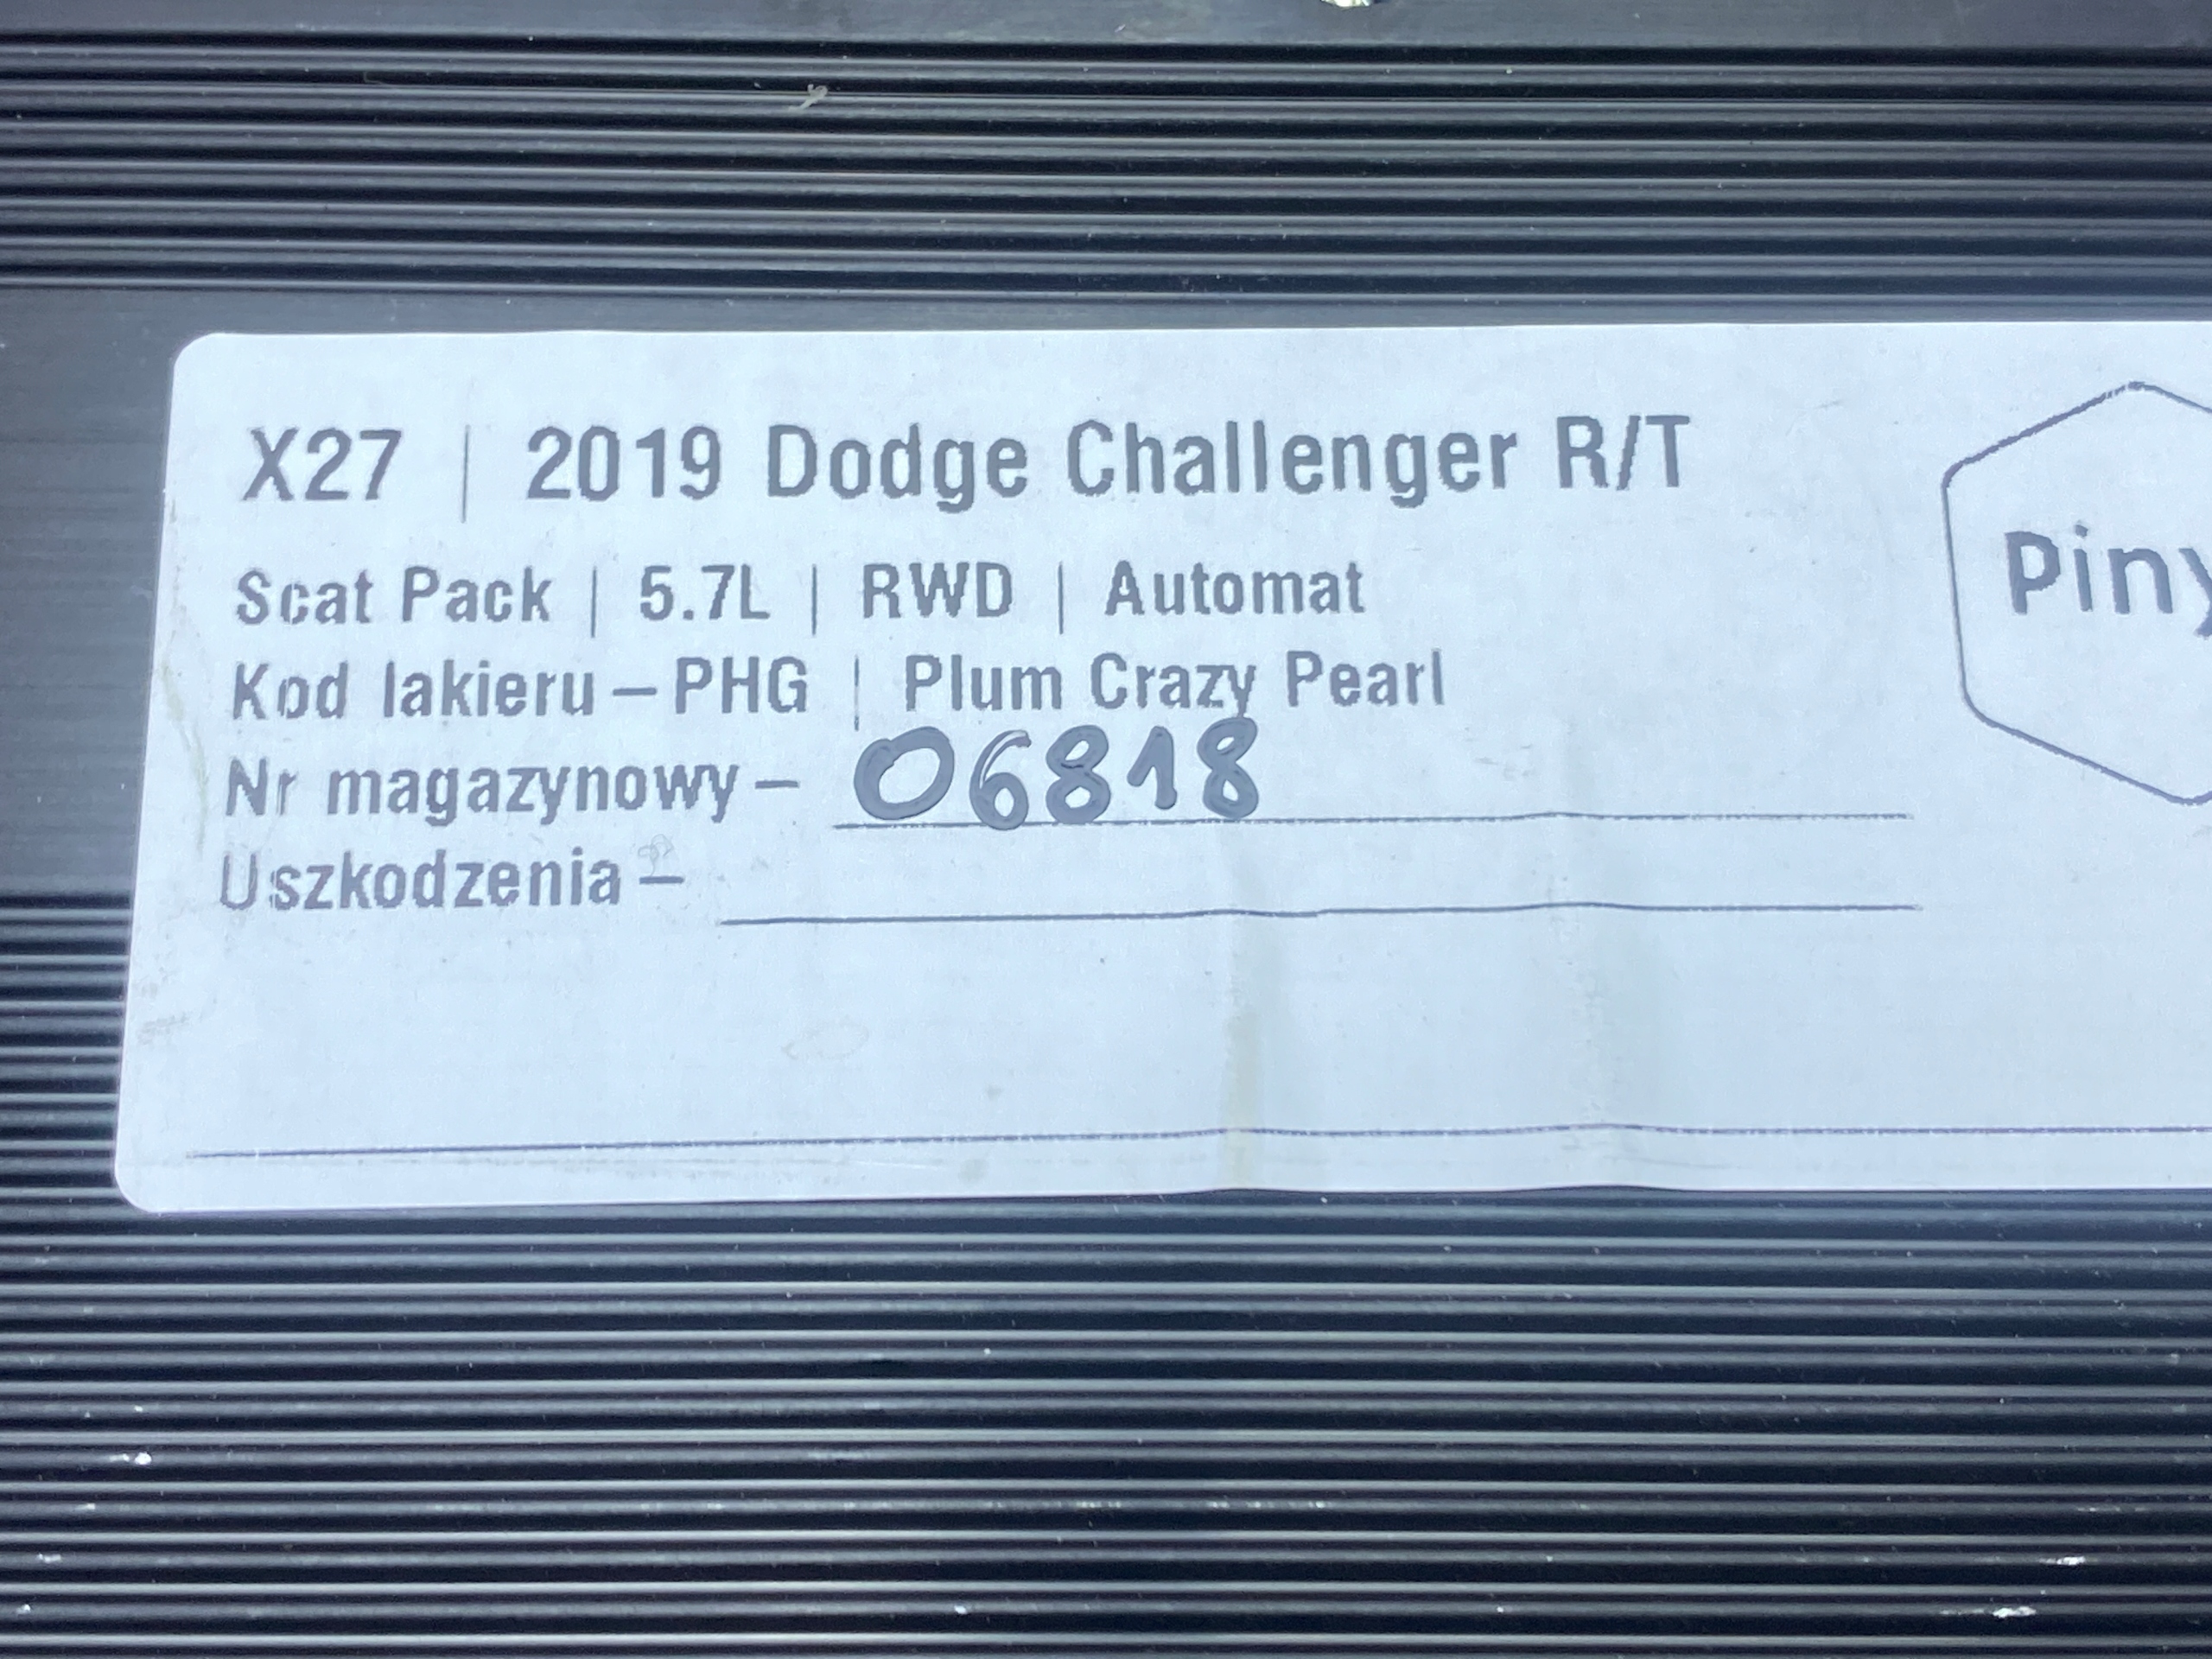 X27 | 2019 Dodge Challenger R/T
Scat Pack | 5.7L | RWD | Automat
Kod lakieru – PHG | Plum Crazy Pearl
Nr magazynowy – 06818
Uszkodzenia –
Piny